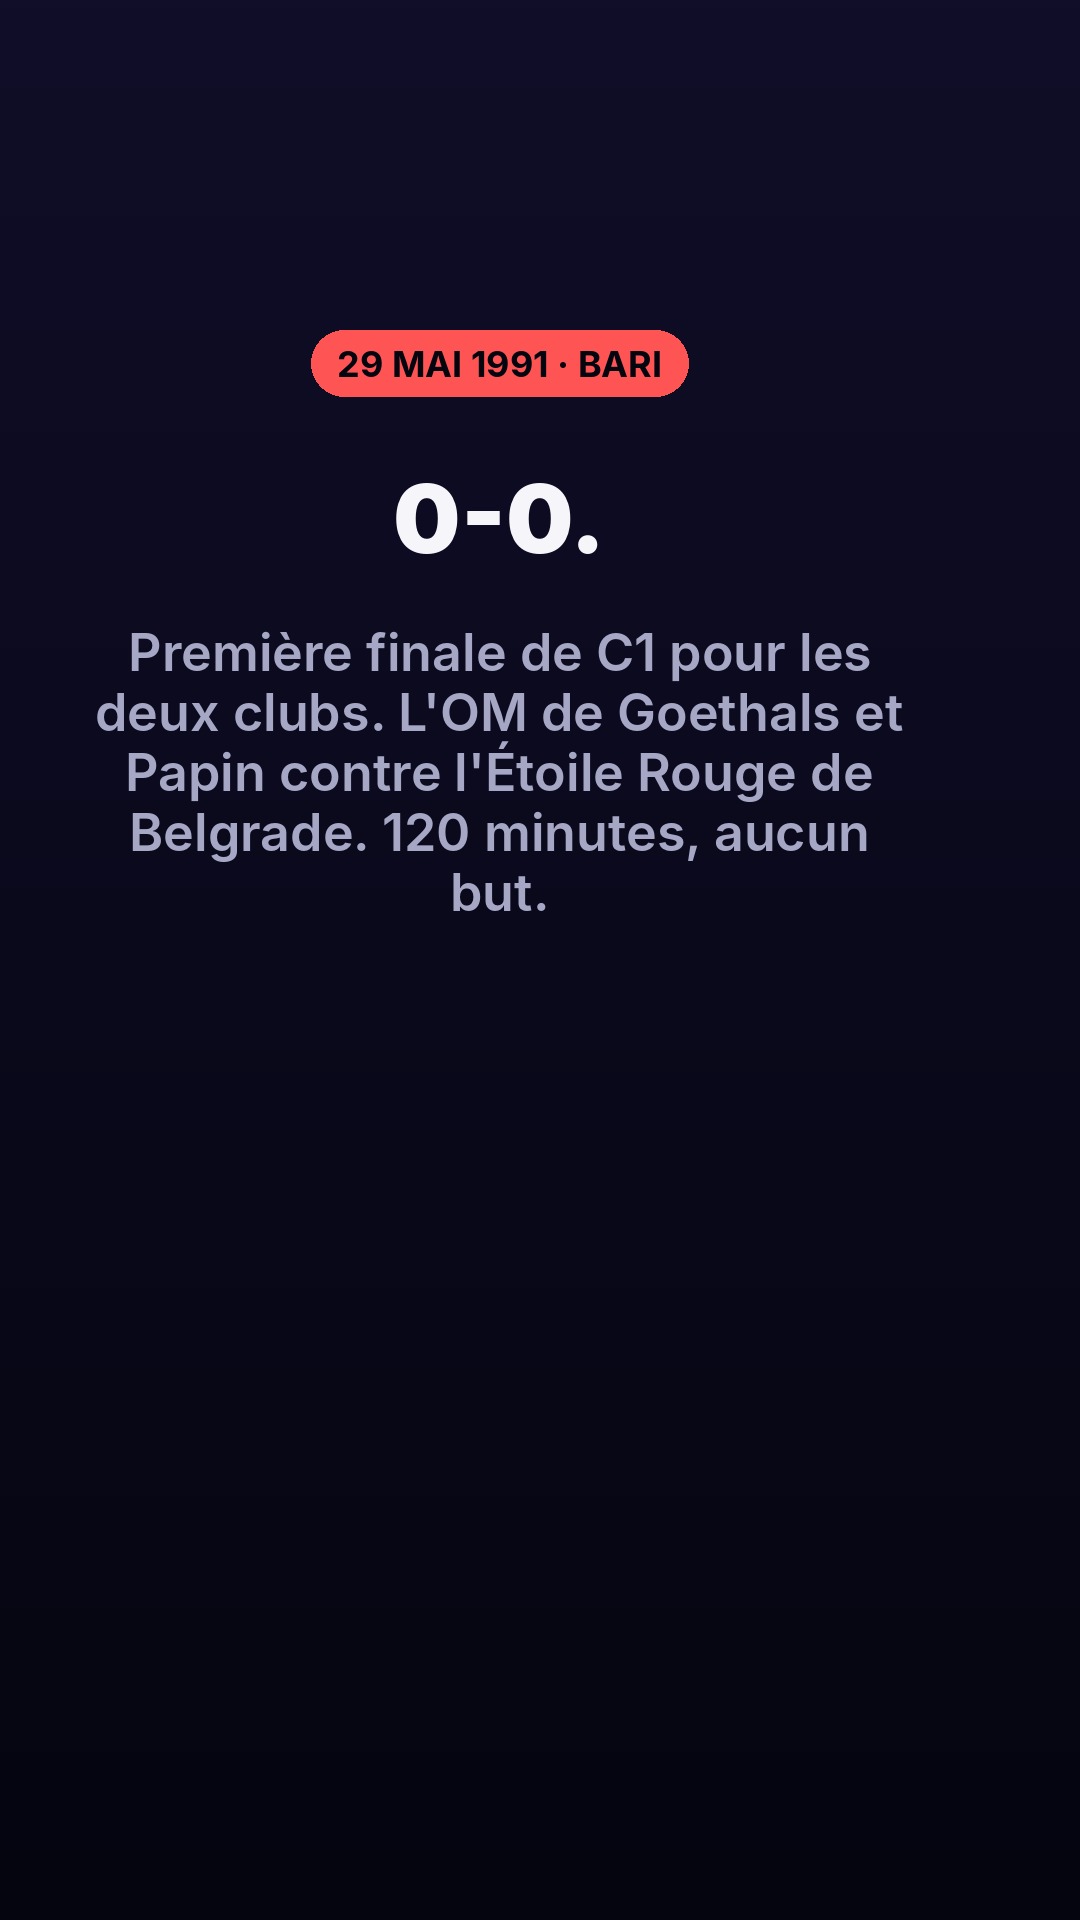 29 MAI 1991 · BARI
0-0.
Première finale de C1 pour les
deux clubs. L'OM de Goethals et
Papin contre l'Étoile Rouge de
Belgrade. 120 minutes, aucun
but.